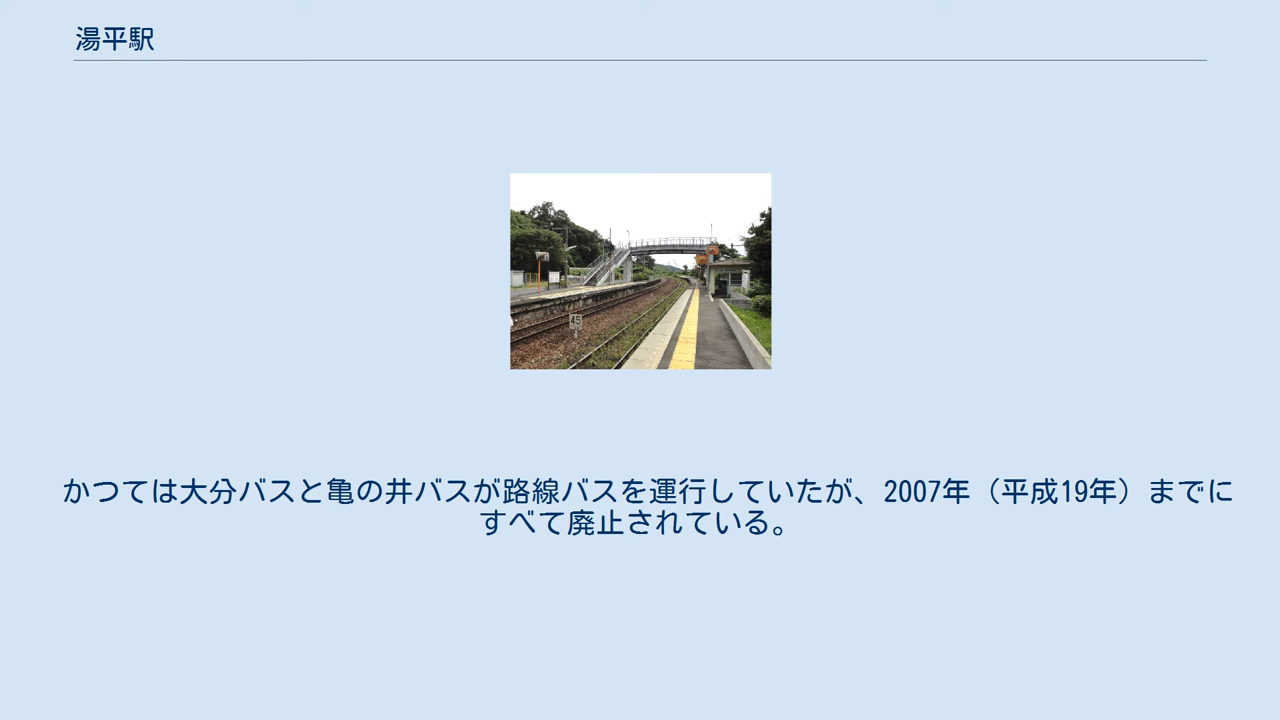 湯平駅
45
かつては大分バスと亀の井バスが路線バスを運行していたが、2007年（平成19年）までに
すべて廃止されている。